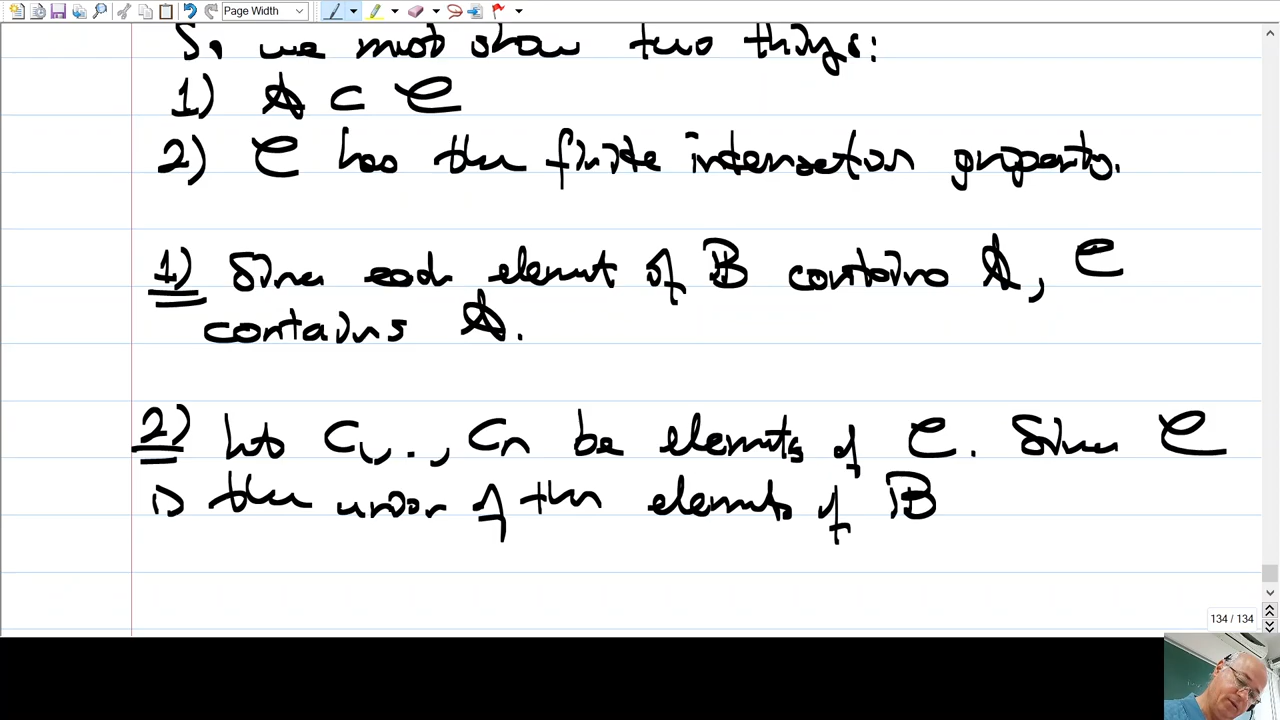 Page Width
So we must show two things:
1) 𝔸 ⊂ ℂ
2) ℂ has the finite intersection property.
1) Since each element of 𝔹 contains 𝔸, ℂ
contains 𝔸.
2) Let C1, .., Cn be elements of ℂ. Since ℂ
is the union of the elements of 𝔹
134 / 134